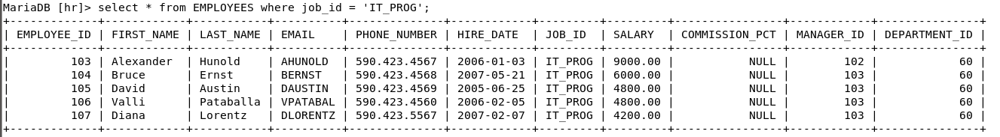 MariaDB [hr]> select * from EMPLOYEES where job_id = 'IT_PROG';
+-------------+------------+-----------+----------+--------------+------------+---------+---------+----------------+------------+---------------+
| EMPLOYEE_ID | FIRST_NAME | LAST_NAME | EMAIL    | PHONE_NUMBER | HIRE_DATE  | JOB_ID  | SALARY  | COMMISSION_PCT | MANAGER_ID | DEPARTMENT_ID |
+-------------+------------+-----------+----------+--------------+------------+---------+---------+----------------+------------+---------------+
|         103 | Alexander  | Hunold    | AHUNOLD  | 590.423.4567 | 2006-01-03 | IT_PROG | 9000.00 |           NULL |        102 |            60 |
|         104 | Bruce      | Ernst     | BERNST   | 590.423.4568 | 2007-05-21 | IT_PROG | 6000.00 |           NULL |        103 |            60 |
|         105 | David      | Austin    | DAUSTIN  | 590.423.4569 | 2005-06-25 | IT_PROG | 4800.00 |           NULL |        103 |            60 |
|         106 | Valli      | Pataballa | VPATABAL | 590.423.4560 | 2006-02-05 | IT_PROG | 4800.00 |           NULL |        103 |            60 |
|         107 | Diana      | Lorentz   | DLORENTZ | 590.423.5567 | 2007-02-07 | IT_PROG | 4200.00 |           NULL |        103 |            60 |
+-------------+------------+-----------+----------+--------------+------------+---------+---------+----------------+------------+---------------+